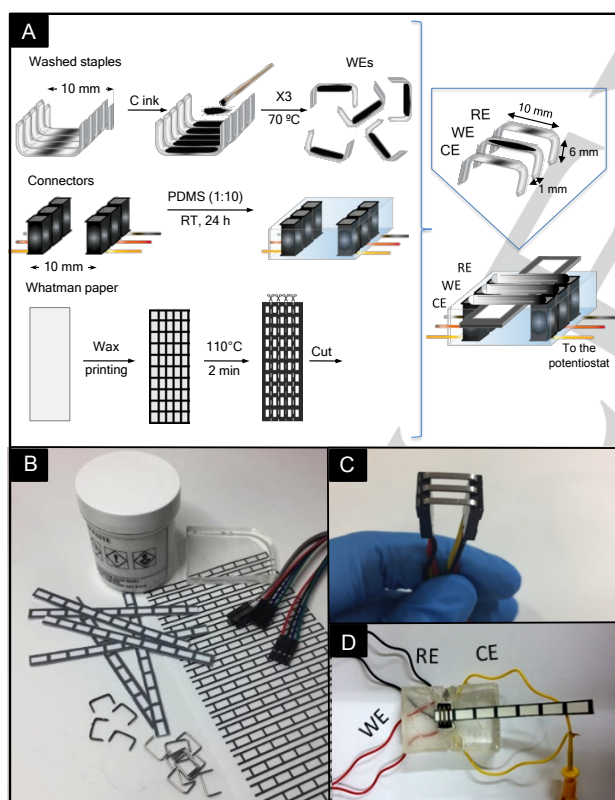 A
Washed staples
10 mm
C ink
X3
70 ºC
WEs
Connectors
10 mm
PDMS (1:10)
RT, 24 h
Whatman paper
Wax
printing
110°C
2 min
Cut
10 mm
RE
WE
CE
6 mm
1 mm
RE
WE
CE
To the
potentiostat
B
C
D
RE
CE
WE